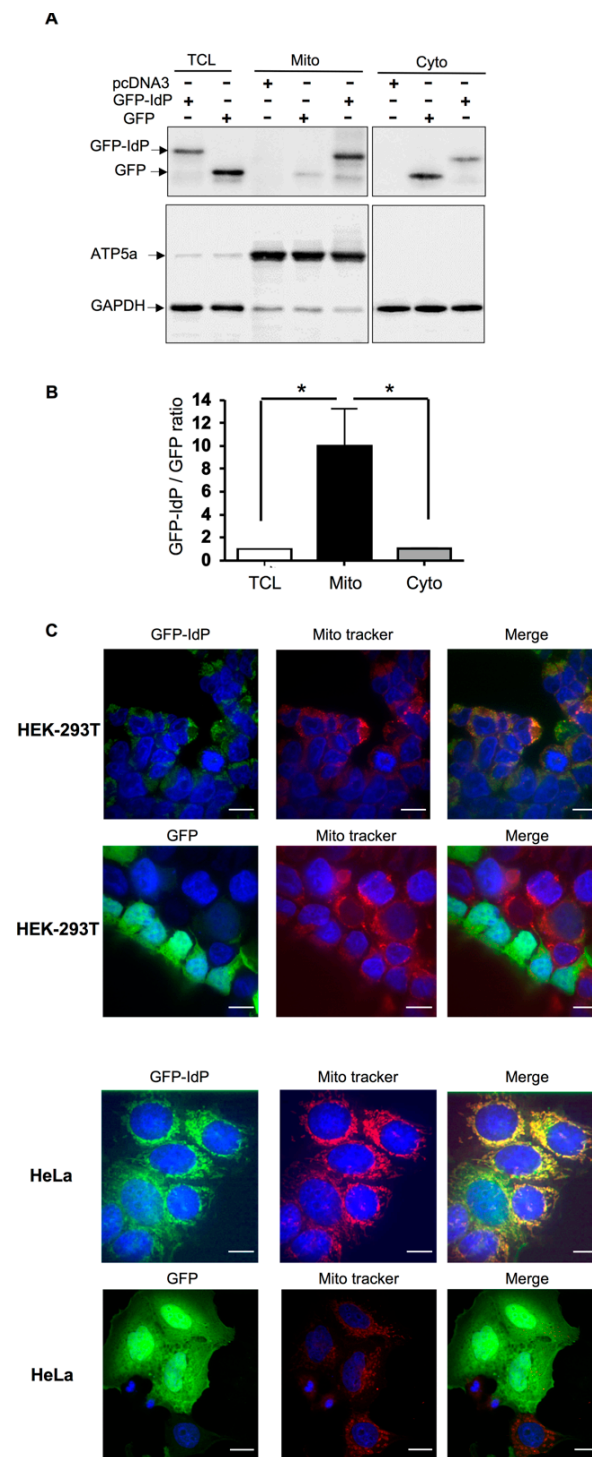 A
TCL Mito Cyto
pcDNA3 - - + - - + - -
GFP-IdP + - - - + - - +
GFP - + - + - - + -
GFP-IdP
GFP
ATP5a
GAPDH
B
GFP-IdP / GFP ratio
14
12
10
8
6
4
2
0
* *
TCL Mito Cyto
C
GFP-IdP Mito tracker Merge
HEK-293T
GFP Mito tracker Merge
HEK-293T
GFP-IdP Mito tracker Merge
HeLa
GFP Mito tracker Merge
HeLa